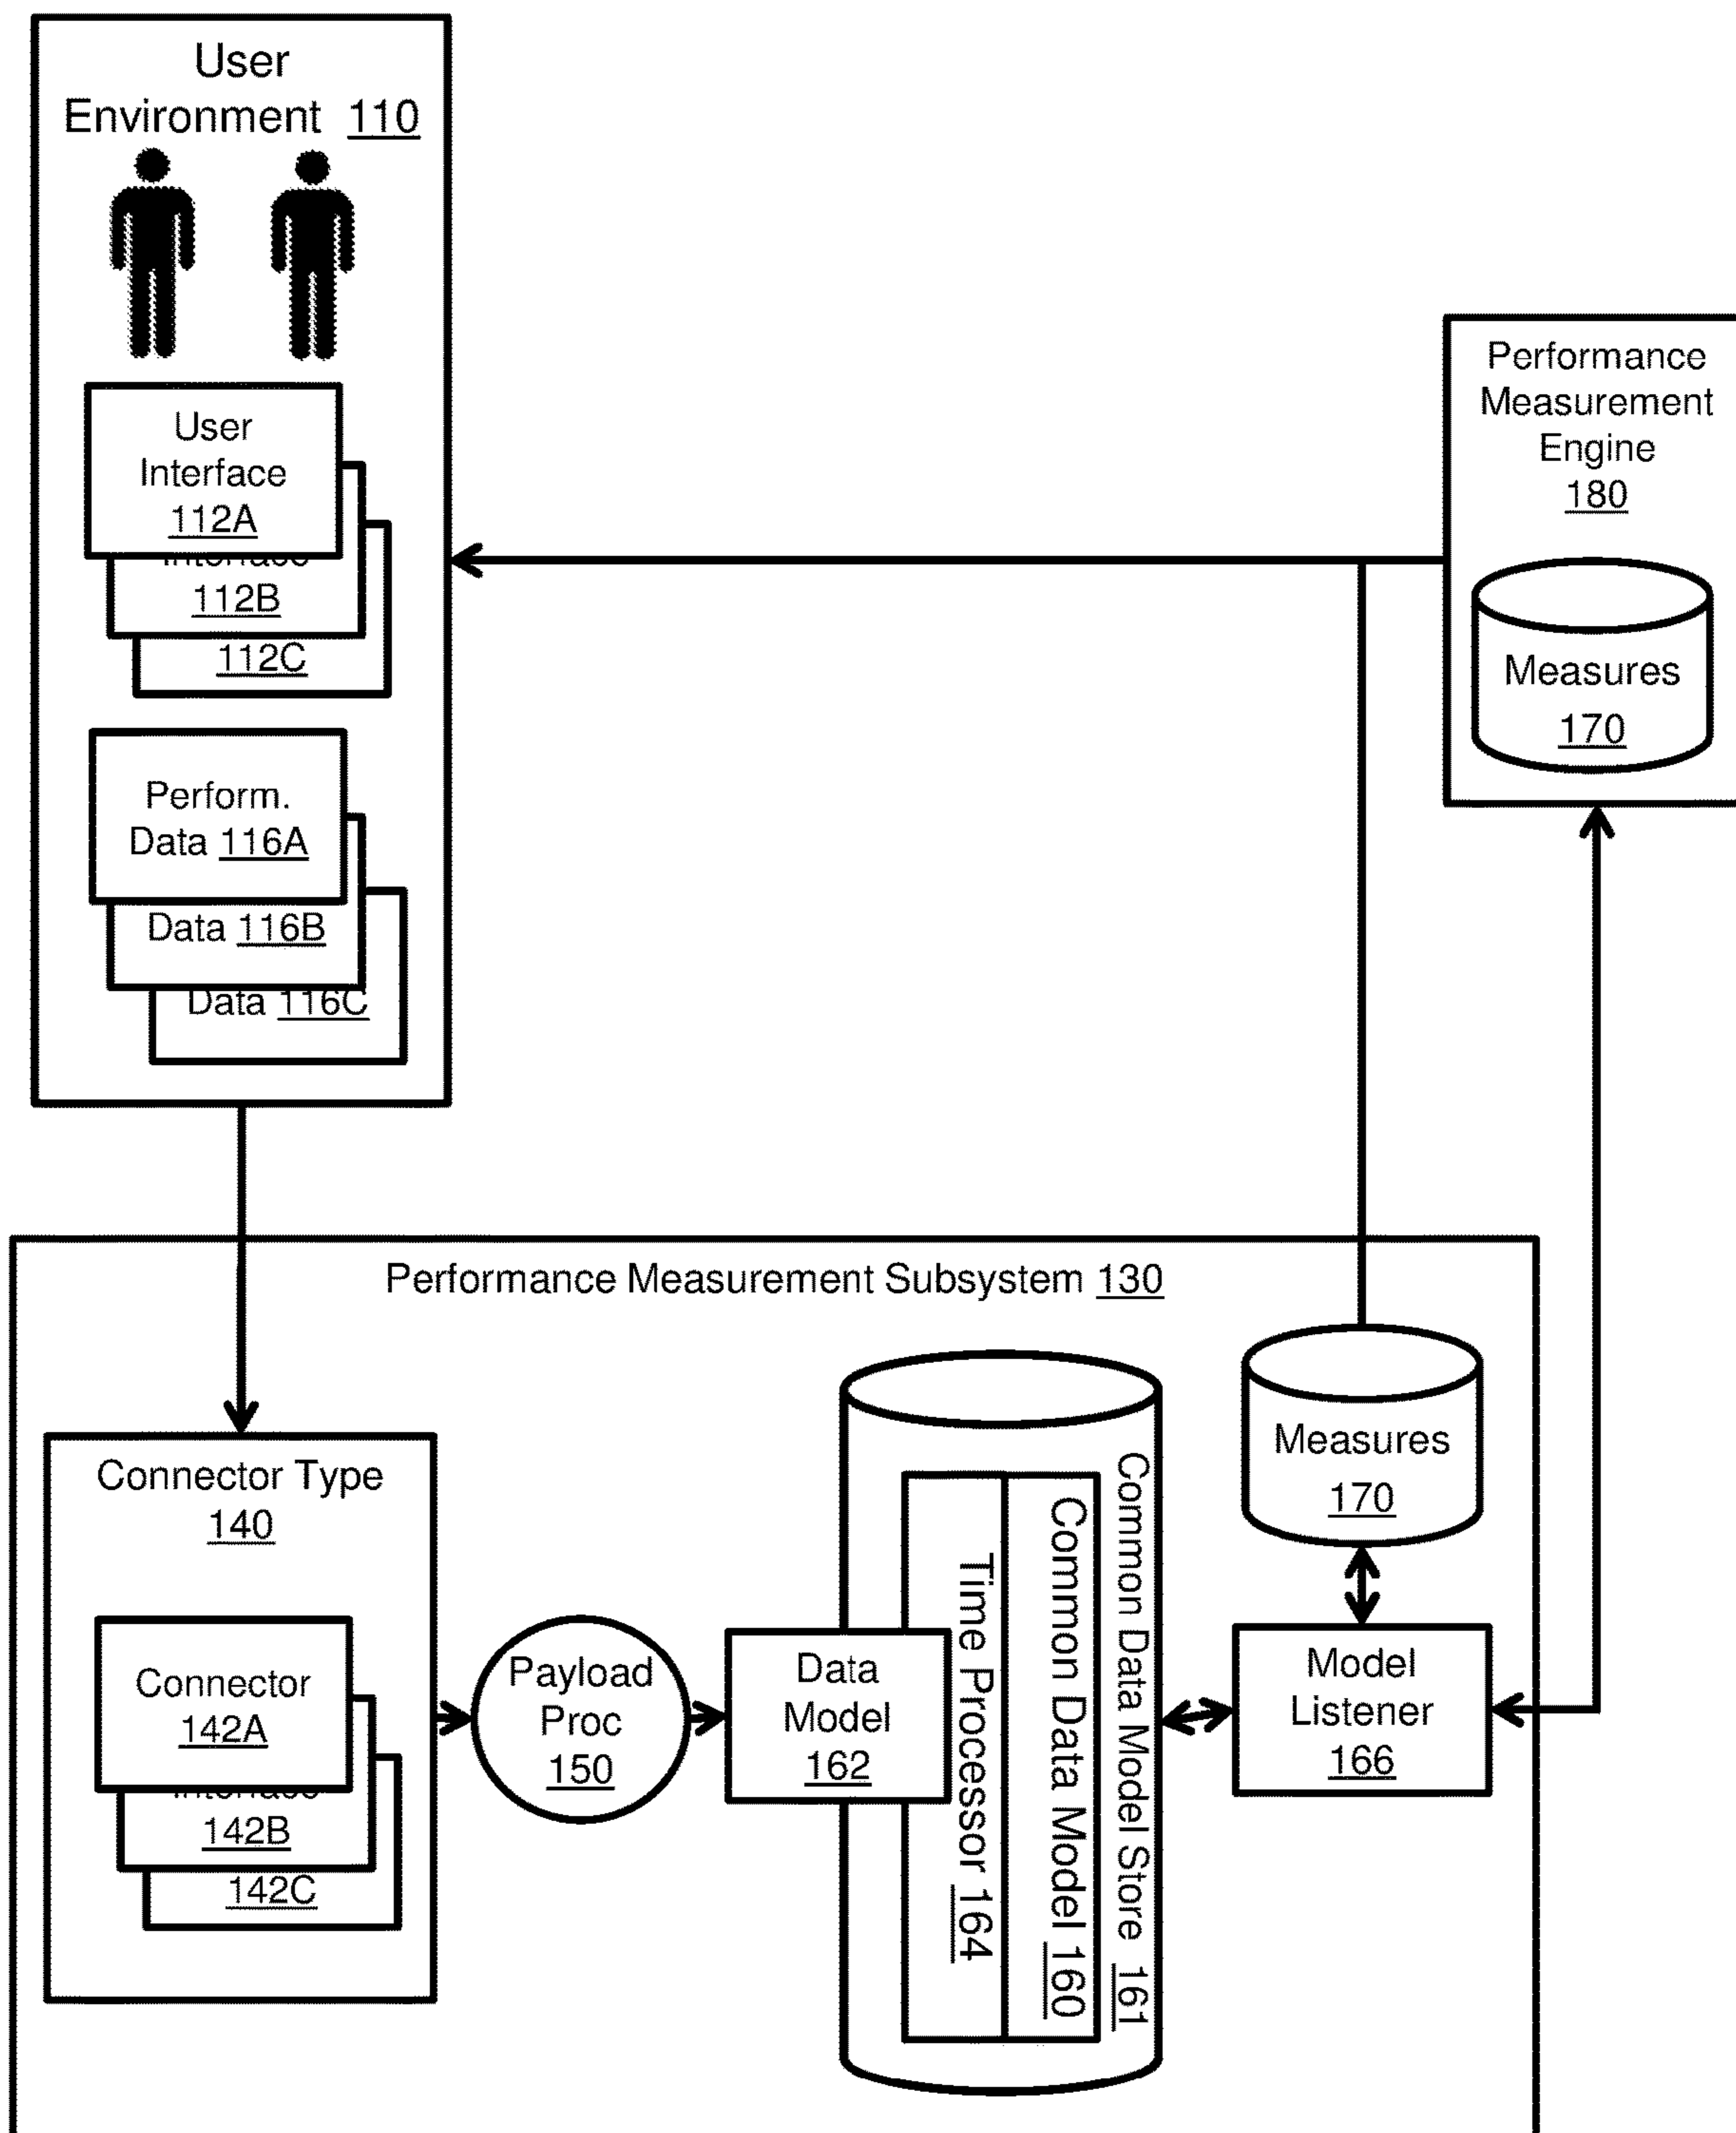 User
Environment 110
User
Interface
112A
Interface
112B
112C
Perform.
Data 116A
Data 116B
Data 116C
Performance
Measurement
Engine
180
Measures
170
Performance Measurement Subsystem 130
Connector Type
140
Connector
142A
Interface
142B
142C
Payload
Proc
150
Data
Model
162
Time Processor 164
Common Data Model 160
Common Data Model Store 161
Measures
170
Model
Listener
166